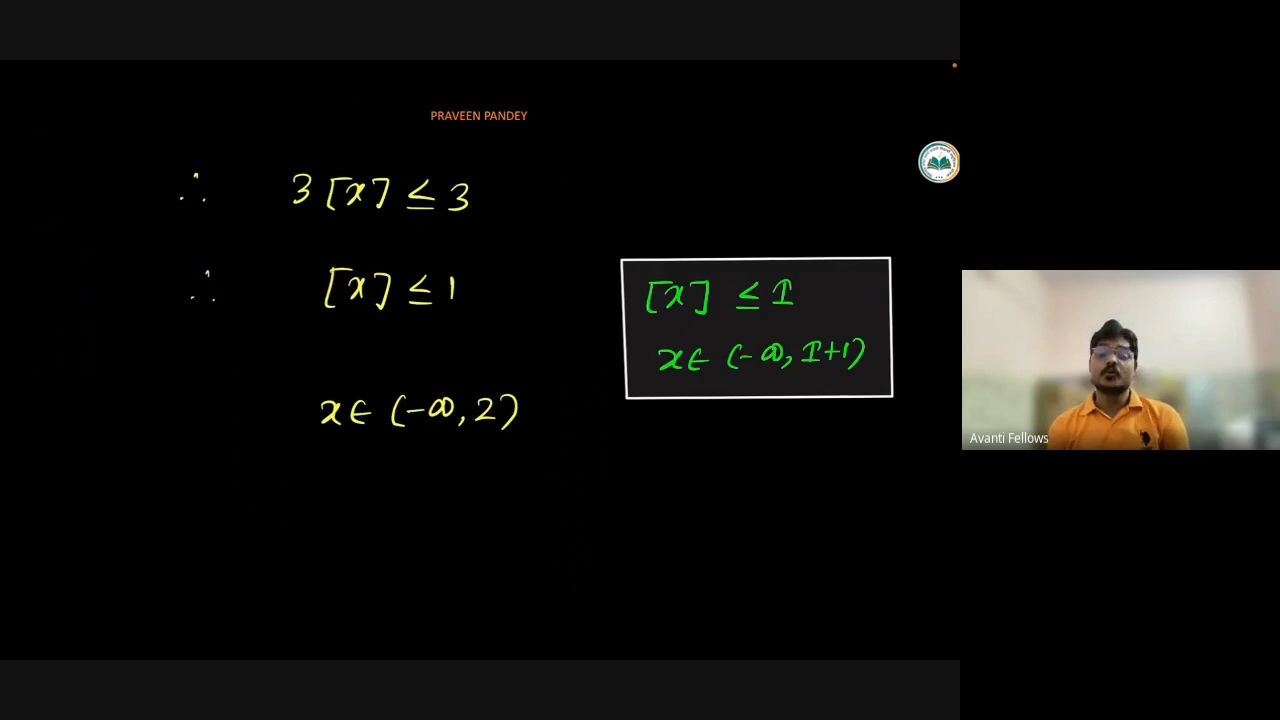 PRAVEEN PANDEY
∴ 3[x] ≤ 3
∴ [x] ≤ 1
x ∈ (-∞, 2)
[x] ≤ I
x ∈ (-∞, I+1)
Avanti Fellows